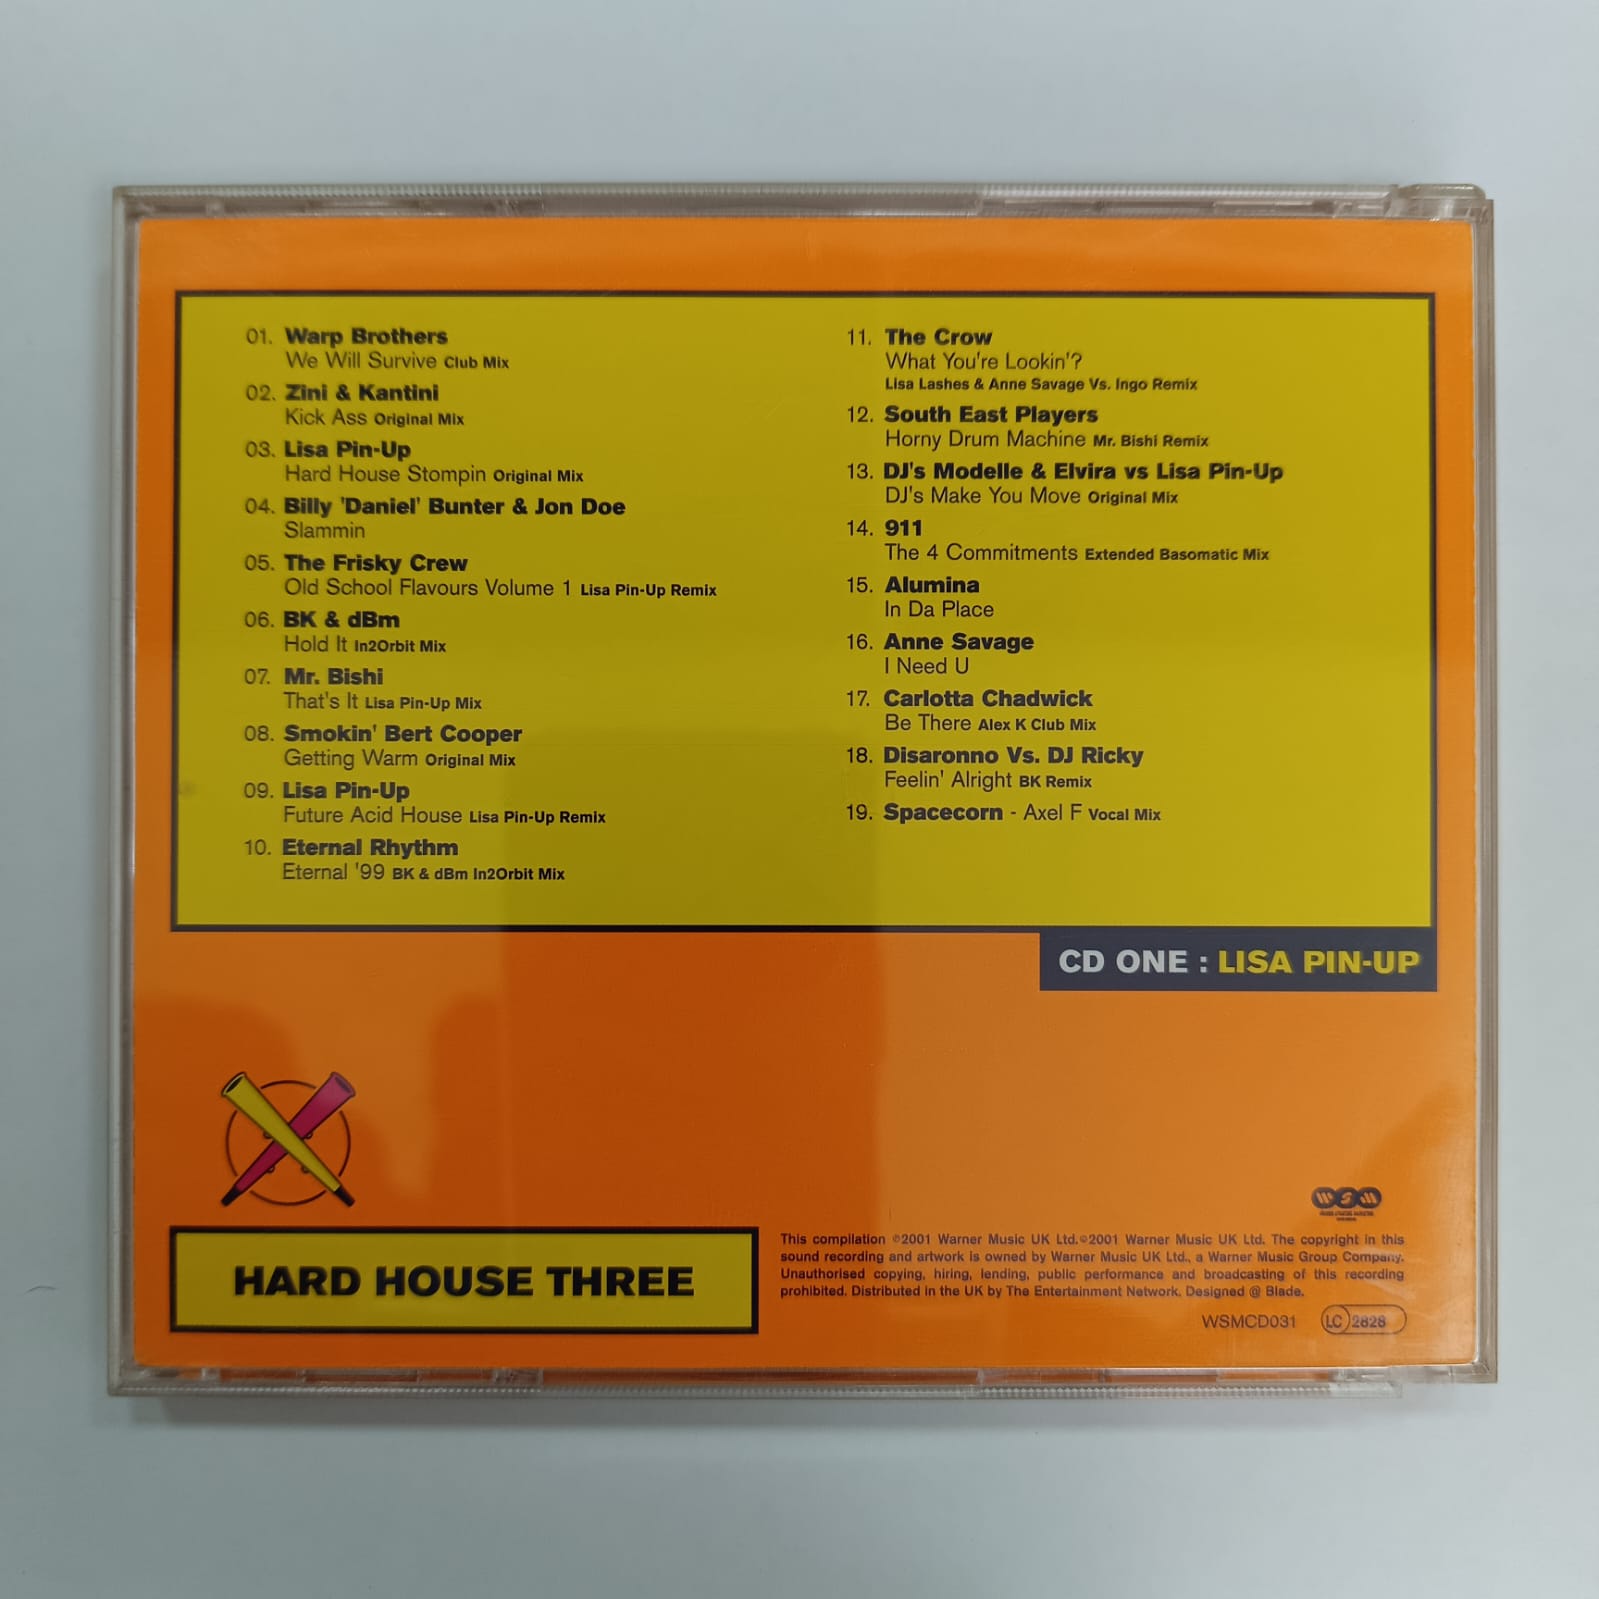 01. Warp Brothers
We Will Survive Club Mix
02. Zini & Kantini
Kick Ass Original Mix
03. Lisa Pin-Up
Hard House Stompin Original Mix
04. Billy 'Daniel' Bunter & Jon Doe
Slammin
05. The Frisky Crew
Old School Flavours Volume 1 Lisa Pin-Up Remix
06. BK & dBm
Hold It In2Orbit Mix
07. Mr. Bishi
That's It Lisa Pin-Up Mix
08. Smokin' Bert Cooper
Getting Warm Original Mix
09. Lisa Pin-Up
Future Acid House Lisa Pin-Up Remix
10. Eternal Rhythm
Eternal '99 BK & dBm In2Orbit Mix
11. The Crow
What You're Lookin'?
Lisa Lashes & Anne Savage Vs. Ingo Remix
12. South East Players
Horny Drum Machine Mr. Bishi Remix
13. DJ's Modelle & Elvira vs Lisa Pin-Up
DJ's Make You Move Original Mix
14. 911
The 4 Commitments Extended Basomatic Mix
15. Alumina
In Da Place
16. Anne Savage
I Need U
17. Carlotta Chadwick
Be There Alex K Club Mix
18. Disaronno Vs. DJ Ricky
Feelin' Alright BK Remix
19. Spacecorn - Axel F Vocal Mix
CD ONE : LISA PIN-UP
HARD HOUSE THREE
WSM
This compilation ℗2001 Warner Music UK Ltd.©2001 Warner Music UK Ltd. The copyright in this
sound recording and artwork is owned by Warner Music UK Ltd., a Warner Music Group Company.
Unauthorised copying, hiring, lending, public performance and broadcasting of this recording
prohibited. Distributed in the UK by The Entertainment Network. Designed @ Blade.
WSMCD031 LC 2828